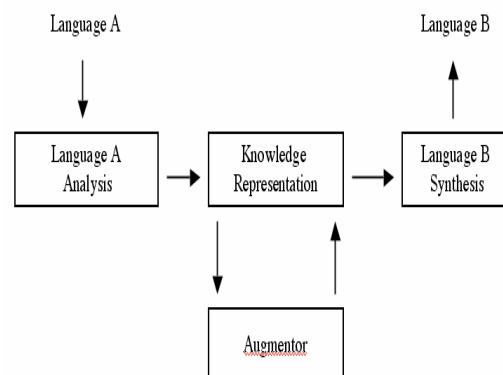 Language A
Language B
Language A
Analysis
Knowledge
Representation
Language B
Synthesis
Augmentor